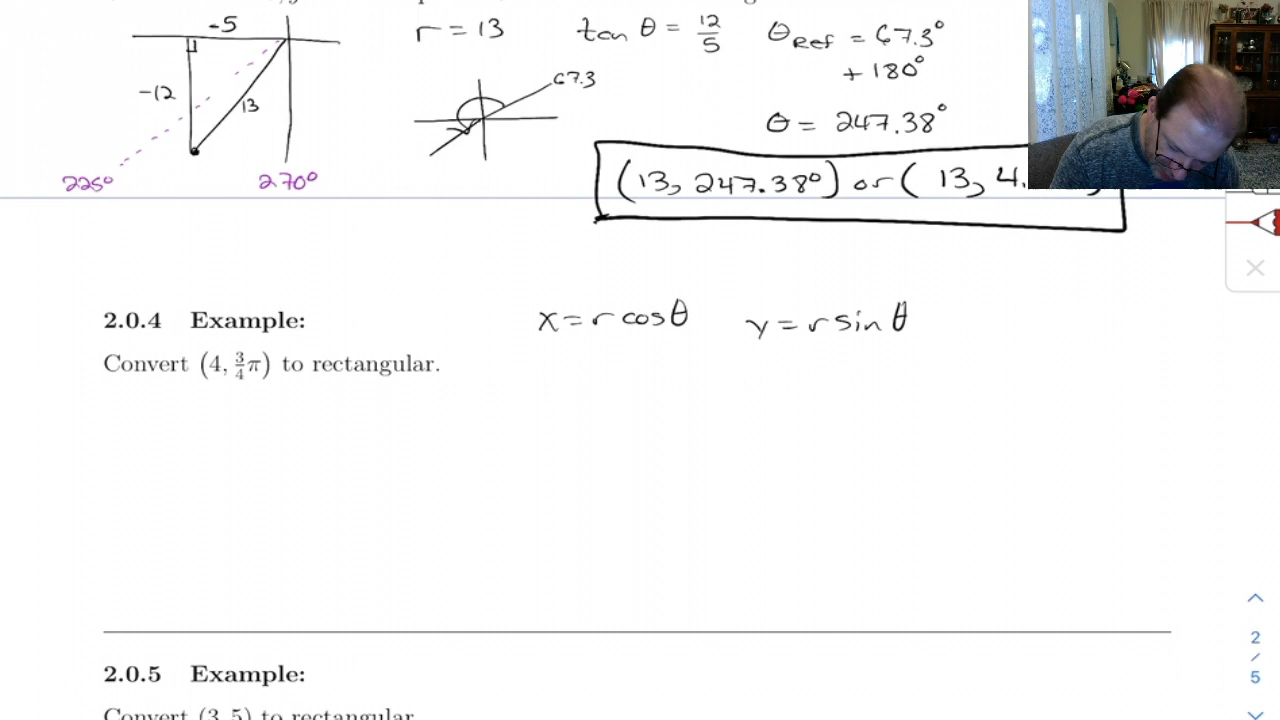 -5
r = 13
tan θ = 12/5
θRef = 67.3°
+ 180°
-12
13
67.3
θ = 247.38°
225°
270°
(13, 247.38°) or ( 13, 4.
2.0.4 Example:
x = r cos θ y = r sin θ
Convert (4, 3/4 π) to rectangular.
2
/
5
2.0.5 Example:
Convert (3, 5) to rectangular.